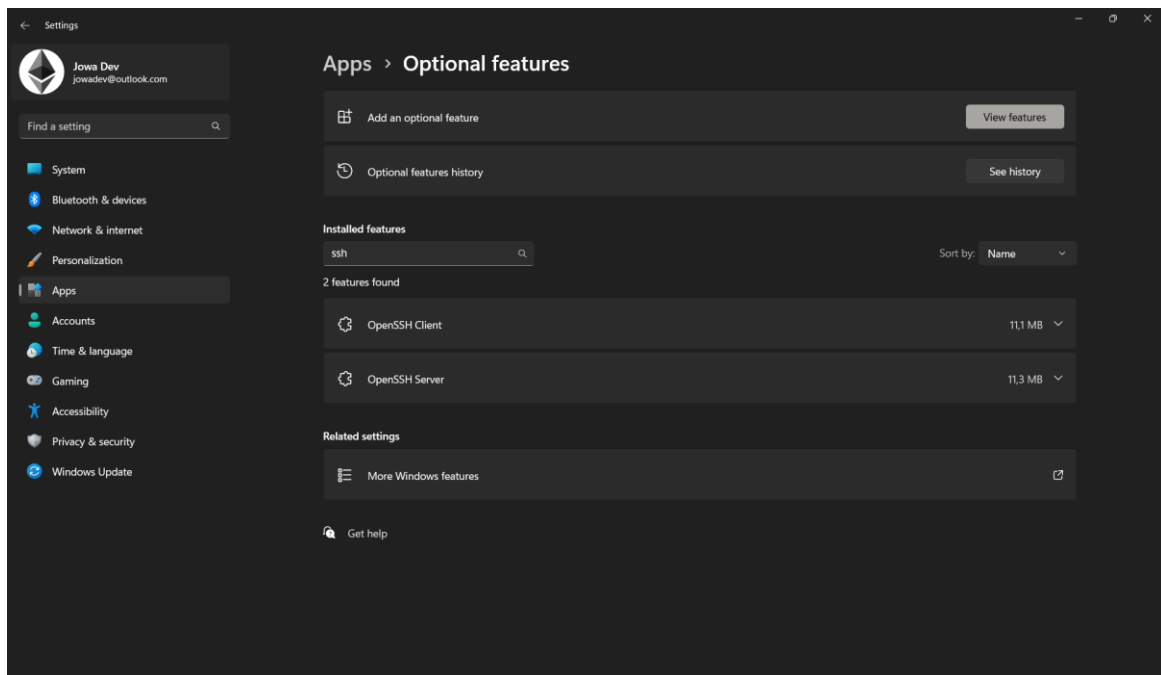 Settings
Jowa Dev
jowadev@outlook.com
Find a setting
System
Bluetooth & devices
Network & internet
Personalization
Apps
Accounts
Time & language
Gaming
Accessibility
Privacy & security
Windows Update
Apps > Optional features
Add an optional feature
View features
Optional features history
See history
Installed features
ssh
Sort by: Name
2 features found
OpenSSH Client
11,1 MB
OpenSSH Server
11,3 MB
Related settings
More Windows features
Get help